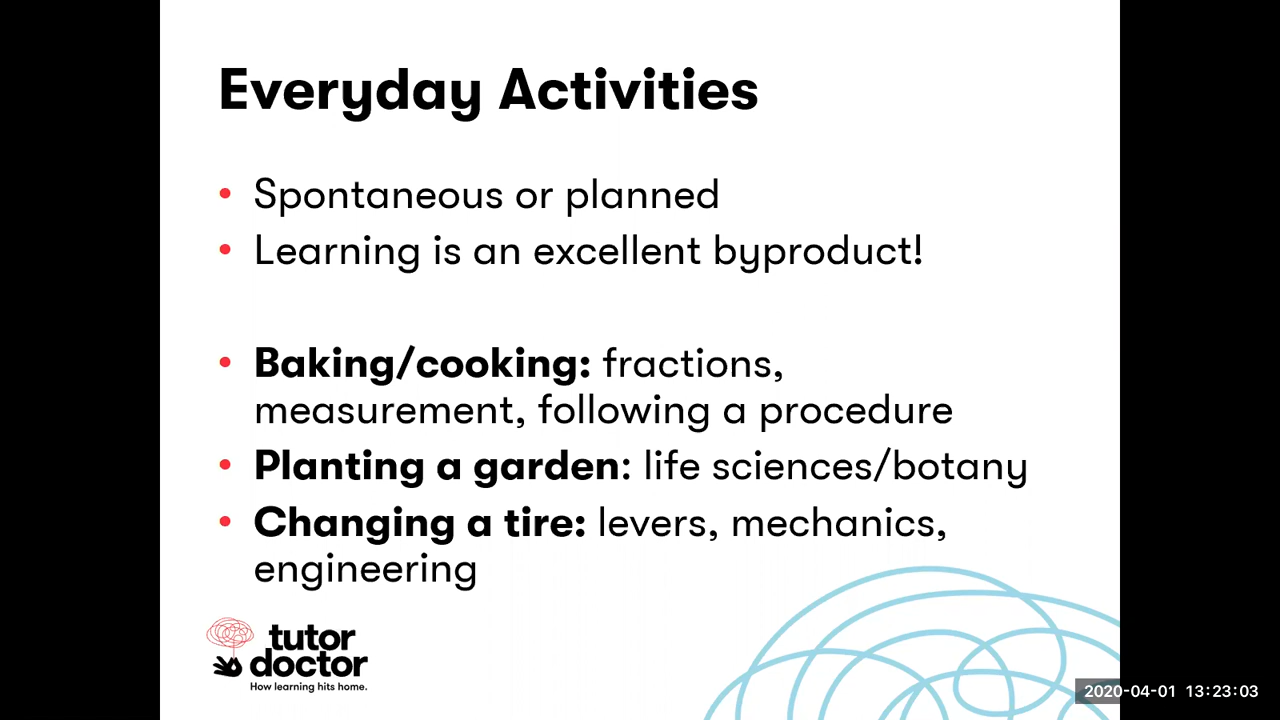 Everyday Activities
• Spontaneous or planned
• Learning is an excellent byproduct!
• Baking/cooking: fractions,
measurement, following a procedure
• Planting a garden: life sciences/botany
• Changing a tire: levers, mechanics,
engineering
tutor
doctor
How learning hits home.
2020-04-01 13:23:03